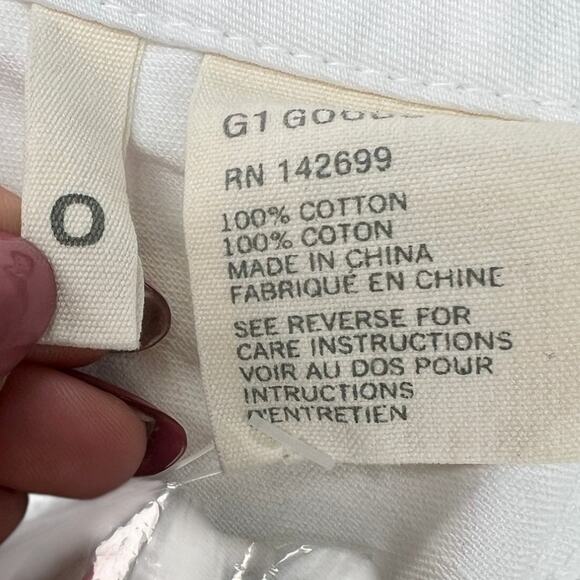 O
G1 GOODS
RN 142699
100% COTTON
100% COTON
MADE IN CHINA
FABRIQUÉ EN CHINE
SEE REVERSE FOR
CARE INSTRUCTIONS
VOIR AU DOS POUR
INTRUCTIONS
D'ENTRETIEN